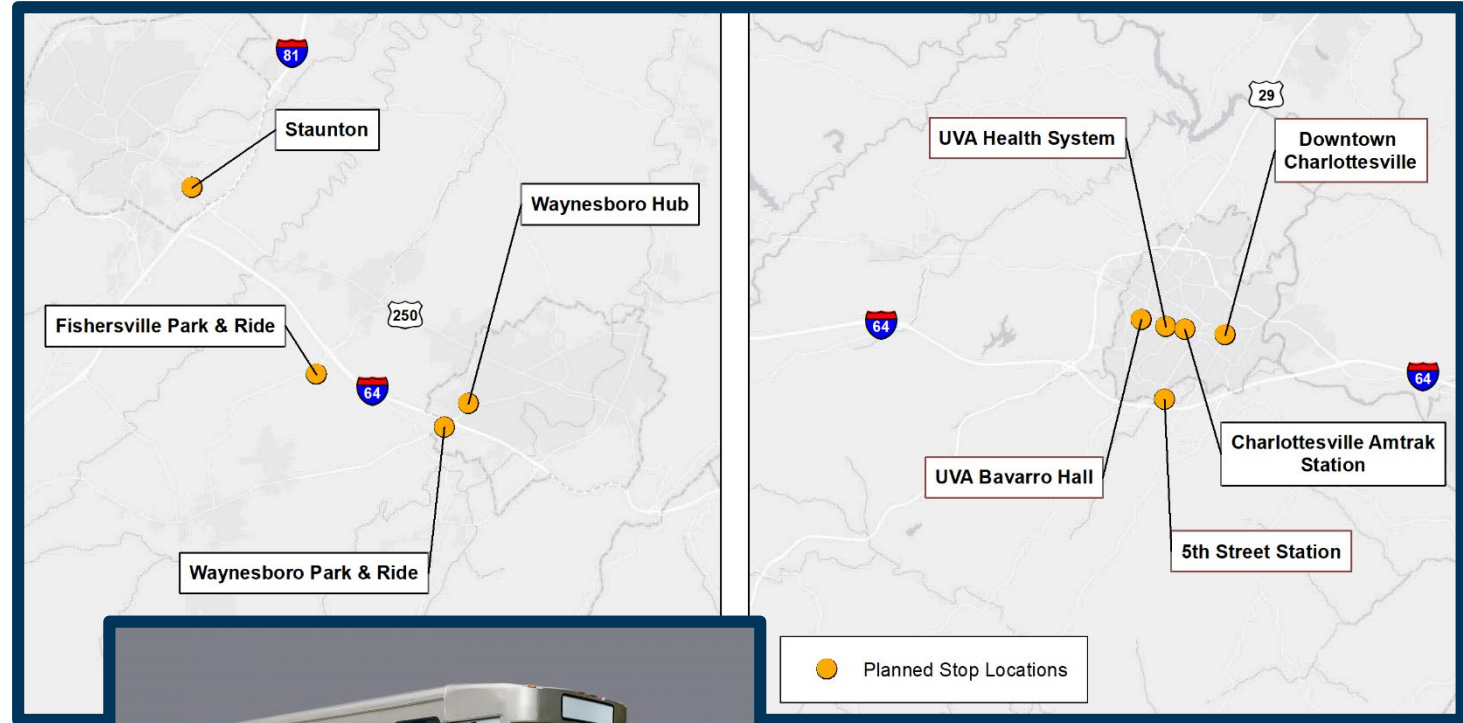 81
Staunton
Waynesboro Hub
250
Fishersville Park & Ride
64
Waynesboro Park & Ride
29
UVA Health System
Downtown
Charlottesville
64
64
Charlottesville Amtrak
Station
UVA Bavarro Hall
5th Street Station
Planned Stop Locations